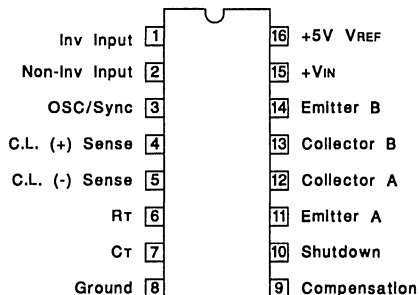 Inv Input 1 16 +5V VREF
Non-Inv Input 2 15 +VIN
OSC/Sync 3 14 Emitter B
C.L. (+) Sense 4 13 Collector B
C.L. (-) Sense 5 12 Collector A
RT 6 11 Emitter A
CT 7 10 Shutdown
Ground 8 9 Compensation